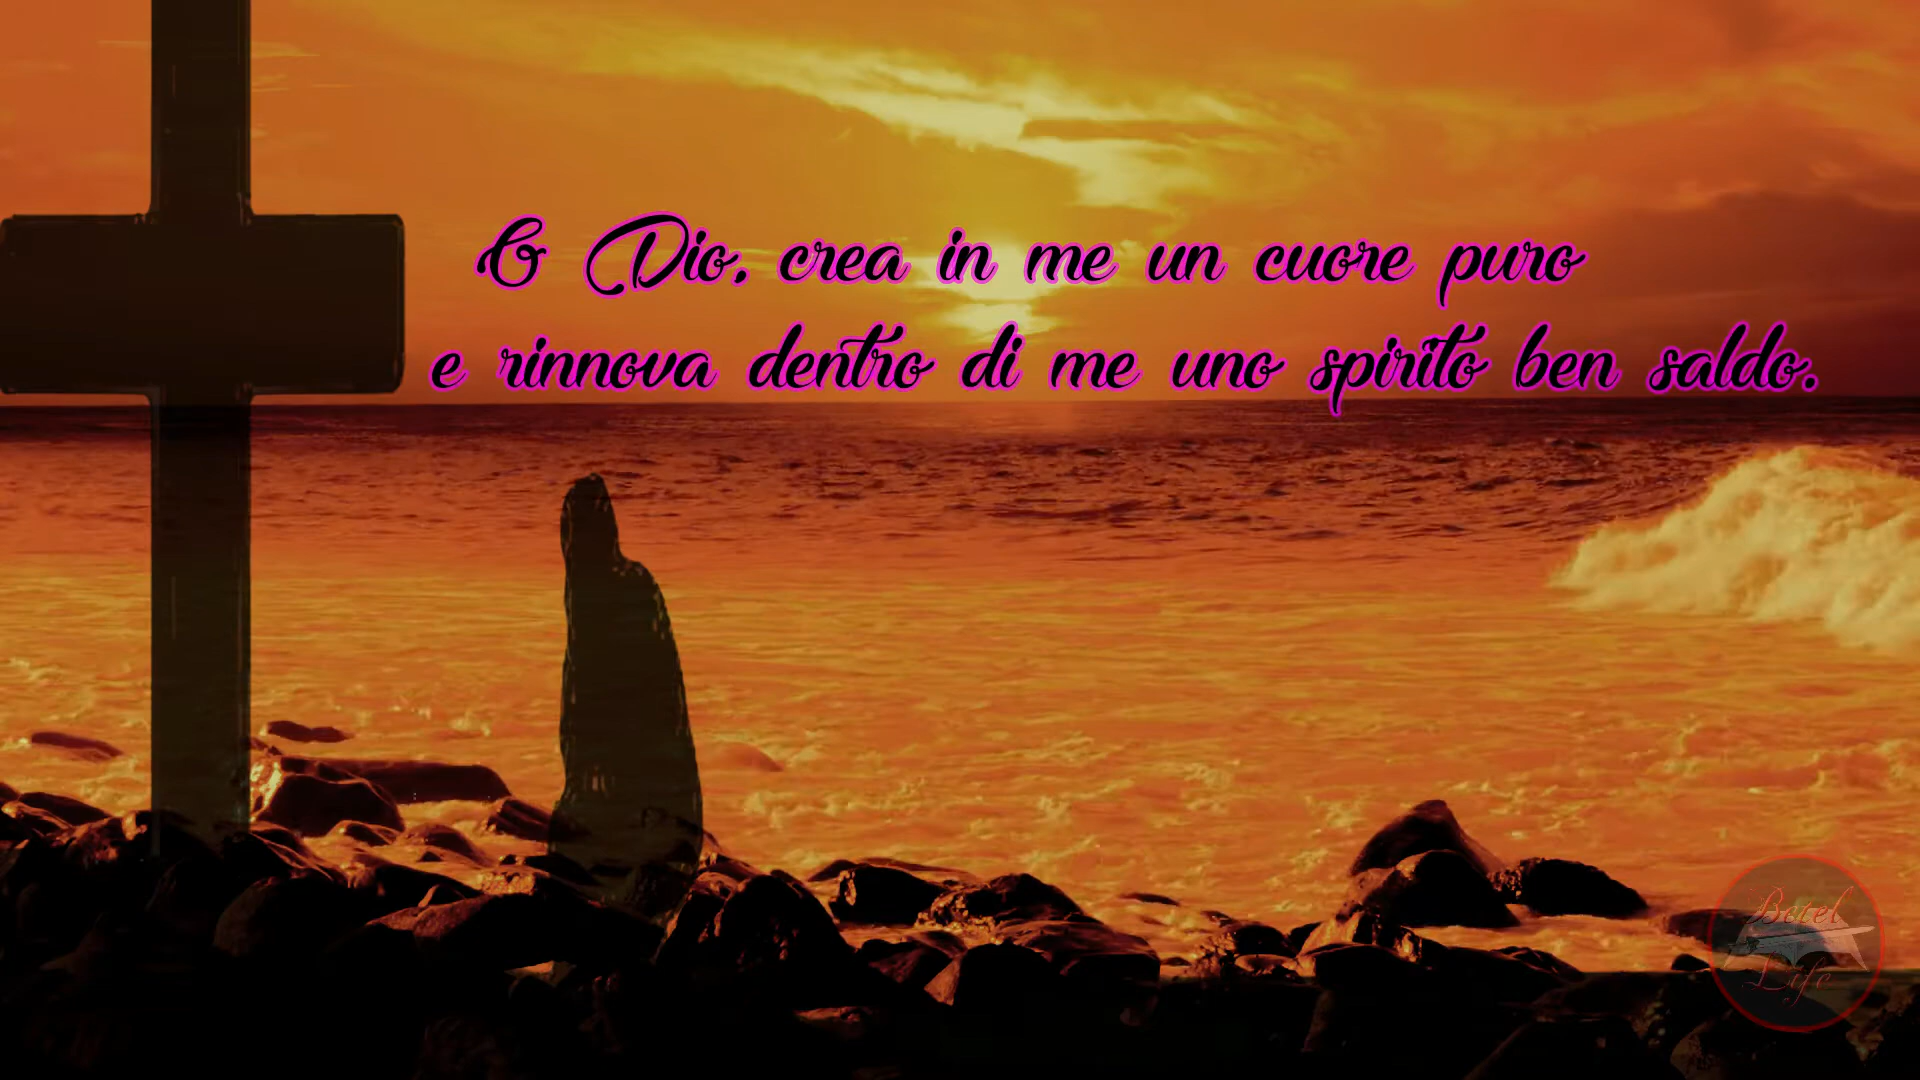 O Dio, crea in me un cuore puro
e rinnova dentro di me uno spirito ben saldo.
Betel
Life